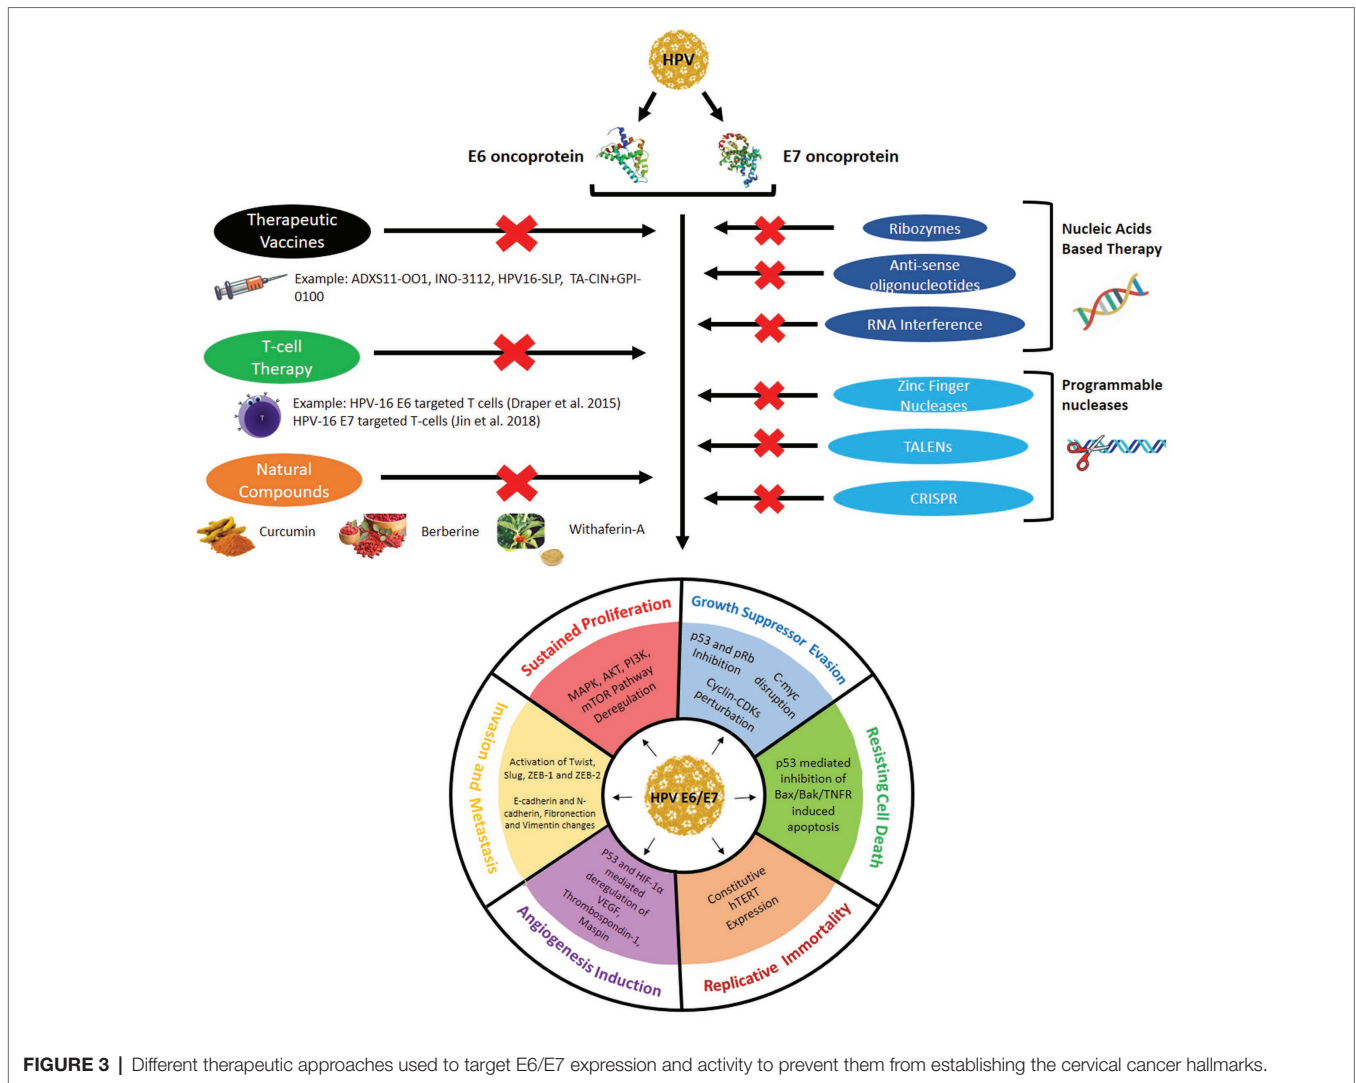 HPV
E6 oncoprotein
E7 oncoprotein
Therapeutic
Vaccines
Example: ADXS11-OO1, INO-3112, HPV16-SLP, TA-CIN+GPI-
0100
T-cell
Therapy
T
Example: HPV-16 E6 targeted T cells (Draper et al. 2015)
HPV-16 E7 targeted T-cells (Jin et al. 2018)
Natural
Compounds
Curcumin
Berberine
Withaferin-A
Ribozymes
Anti-sense
oligonucleotides
RNA Interference
Nucleic Acids
Based Therapy
Zinc Finger
Nucleases
TALENs
CRISPR
Programmable
nucleases
Sustained Proliferation
MAPK, AKT, PI3K,
mTOR Pathway
Deregulation
Growth Suppressor Evasion
p53 and pRb
Inhibition
C-myc
disruption
Cyclin-CDKs
perturbation
Resisting Cell Death
p53 mediated
inhibition of
Bax/Bak/TNFR
induced
apoptosis
Replicative Immortality
Constitutive
hTERT
Expression
Angiogenesis Induction
P53 and HIF-1α
mediated
deregulation of
VEGF,
Thrombospondin-1,
Maspin
Invasion and Metastasis
Activation of Twist,
Slug, ZEB-1 and ZEB-2
E-cadherin and N-
cadherin, Fibronection
and Vimentin changes
HPV E6/E7
FIGURE 3 | Different therapeutic approaches used to target E6/E7 expression and activity to prevent them from establishing the cervical cancer hallmarks.